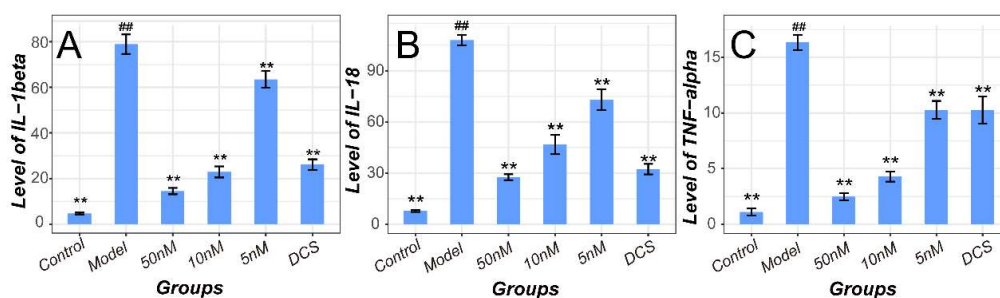 A
Level of IL-1beta
80
60
40
20
0
##
**
**
**
**
**
Control
Model
50nM
10nM
5nM
DCS
Groups
B
Level of IL-18
90
60
30
0
##
**
**
**
**
**
Control
Model
50nM
10nM
5nM
DCS
Groups
C
Level of TNF-alpha
15
10
5
0
##
**
**
**
**
**
Control
Model
50nM
10nM
5nM
DCS
Groups